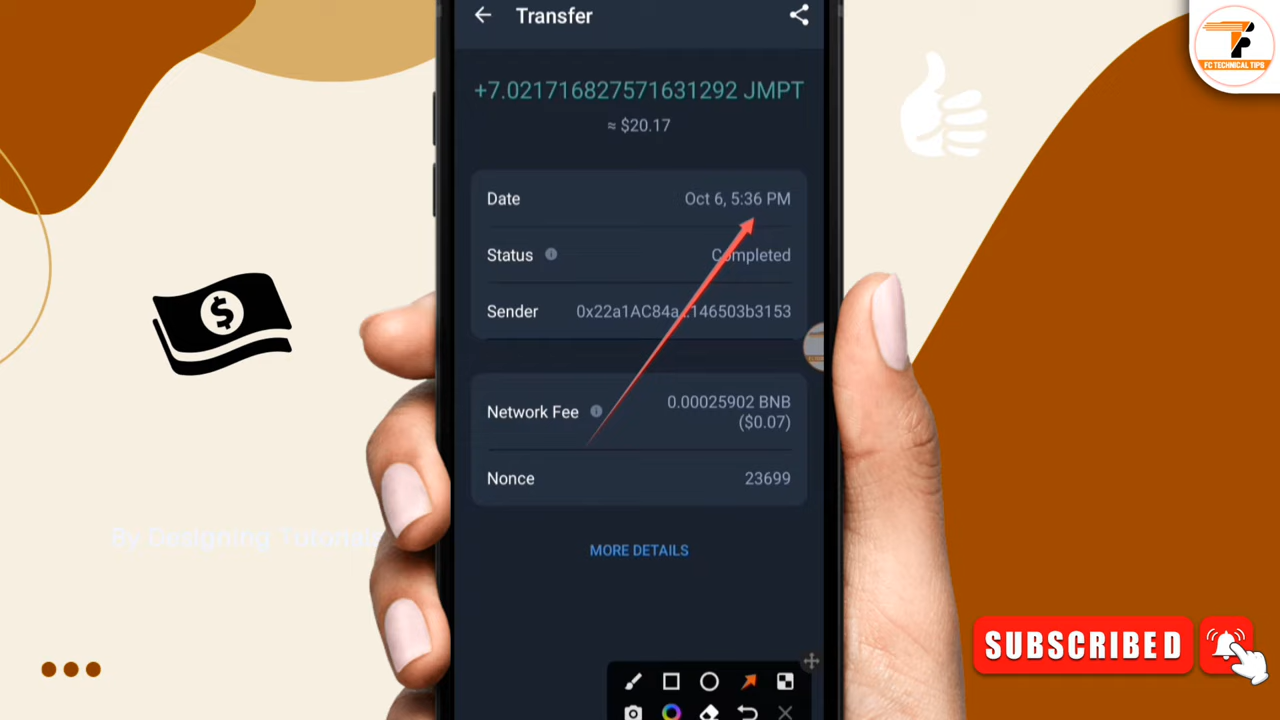 Transfer
+7.021716827571631292 JMPT
≈ $20.17
Date
Oct 6, 5:36 PM
Status
Completed
Sender
0x22a1AC84a...146503b3153
Network Fee
0.00025902 BNB
($0.07)
Nonce
23699
MORE DETAILS
FC TECHNICAL TIPS
By Designing Tutorials
SUBSCRIBED